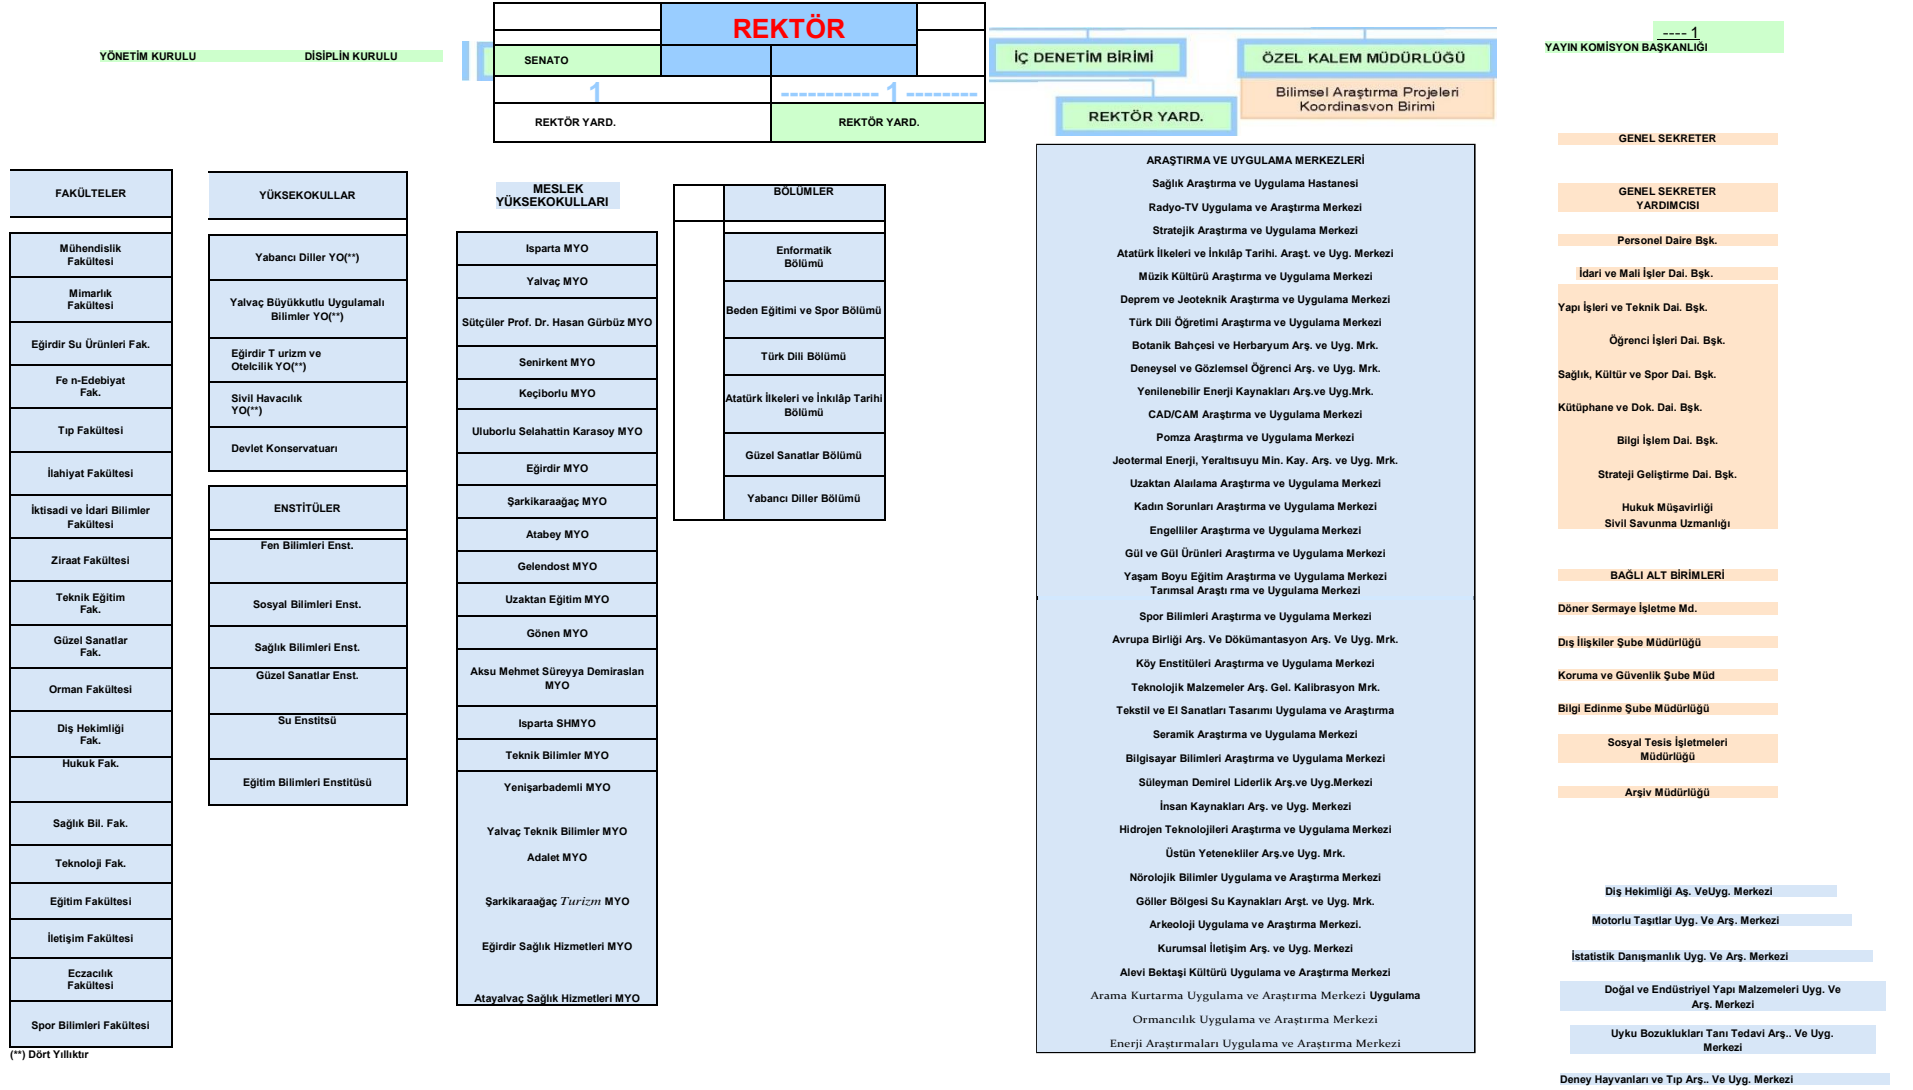 REKTÖR
---- 1
YÖNETİM KURULU
DİSİPLİN KURULU
SENATO
İÇ DENETİM BİRİMİ
ÖZEL KALEM MÜDÜRLÜĞÜ
YAYIN KOMİSYON BAŞKANLIĞI
1
----------- 1 --------
Bilimsel Araştırma Projeleri
Koordinasvon Birimi
REKTÖR YARD.
REKTÖR YARD.
REKTÖR YARD.
FAKÜLTELER
Mühendislik
Fakültesi
Mimarlık
Fakültesi
Eğirdir Su Ürünleri Fak.
Fe n-Edebiyat
Fak.
Tıp Fakültesi
İlahiyat Fakültesi
İktisadi ve İdari Bilimler
Fakültesi
Ziraat Fakültesi
Teknik Eğitim
Fak.
Güzel Sanatlar
Fak.
Orman Fakültesi
Diş Hekimliği
Fak.
Hukuk Fak.
Sağlık Bil. Fak.
Teknoloji Fak.
Eğitim Fakültesi
İletişim Fakültesi
Eczacılık
Fakültesi
Spor Bilimleri Fakültesi
(**) Dört Yıllıktır
YÜKSEKOKULLAR
Yabancı Diller YO(**)
Yalvaç Büyükkutlu Uygulamalı
Bilimler YO(**)
Eğirdir T urizm ve
Otelcilik YO(**)
Sivil Havacılık
YO(**)
Devlet Konservatuarı
ENSTİTÜLER
Fen Bilimleri Enst.
Sosyal Bilimleri Enst.
Sağlık Bilimleri Enst.
Güzel Sanatlar Enst.
Su Enstitsü
Eğitim Bilimleri Enstitüsü
MESLEK
YÜKSEKOKULLARI
Isparta MYO
Yalvaç MYO
Sütçüler Prof. Dr. Hasan Gürbüz MYO
Senirkent MYO
Keçiborlu MYO
Uluborlu Selahattin Karasoy MYO
Eğirdir MYO
Şarkikaraağaç MYO
Atabey MYO
Gelendost MYO
Uzaktan Eğitim MYO
Gönen MYO
Aksu Mehmet Süreyya Demiraslan
MYO
Isparta SHMYO
Teknik Bilimler MYO
Yenişarbademli MYO
Yalvaç Teknik Bilimler MYO
Adalet MYO
Şarkikaraağaç Turizm MYO
Eğirdir Sağlık Hizmetleri MYO
Atayalvaç Sağlık Hizmetleri MYO
BÖLÜMLER
Enformatik
Bölümü
Beden Eğitimi ve Spor Bölümü
Türk Dili Bölümü
Atatürk İlkeleri ve İnkılâp Tarihi
Bölümü
Güzel Sanatlar Bölümü
Yabancı Diller Bölümü
ARAŞTIRMA VE UYGULAMA MERKEZLERİ
Sağlık Araştırma ve Uygulama Hastanesi
Radyo-TV Uygulama ve Araştırma Merkezi
Stratejik Araştırma ve Uygulama Merkezi
Atatürk İlkeleri ve İnkılâp Tarihi. Araşt. ve Uyg. Merkezi
Müzik Kültürü Araştırma ve Uygulama Merkezi
Deprem ve Jeoteknik Araştırma ve Uygulama Merkezi
Türk Dili Öğretimi Araştırma ve Uygulama Merkezi
Botanik Bahçesi ve Herbaryum Arş. ve Uyg. Mrk.
Deneysel ve Gözlemsel Öğrenci Arş. ve Uyg. Mrk.
Yenilenebilir Enerji Kaynakları Arş.ve Uyg.Mrk.
CAD/CAM Araştırma ve Uygulama Merkezi
Pomza Araştırma ve Uygulama Merkezi
Jeotermal Enerji, Yeraltısuyu Min. Kay. Arş. ve Uyg. Mrk.
Uzaktan Alaılama Araştırma ve Uygulama Merkezi
Kadın Sorunları Araştırma ve Uygulama Merkezi
Engelliler Araştırma ve Uygulama Merkezi
Gül ve Gül Ürünleri Araştırma ve Uygulama Merkezi
Yaşam Boyu Eğitim Araştırma ve Uygulama Merkezi
Tarımsal Araştı rma ve Uygulama Merkezi
Spor Bilimleri Araştırma ve Uygulama Merkezi
Avrupa Birliği Arş. Ve Dökümantasyon Arş. Ve Uyg. Mrk.
Köy Enstitüleri Araştırma ve Uygulama Merkezi
Teknolojik Malzemeler Arş. Gel. Kalibrasyon Mrk.
Tekstil ve El Sanatları Tasarımı Uygulama ve Araştırma
Seramik Araştırma ve Uygulama Merkezi
Bilgisayar Bilimleri Araştırma ve Uygulama Merkezi
Süleyman Demirel Liderlik Arş.ve Uyg.Merkezi
İnsan Kaynakları Arş. ve Uyg. Merkezi
Hidrojen Teknolojileri Araştırma ve Uygulama Merkezi
Üstün Yetenekliler Arş.ve Uyg. Mrk.
Nörolojik Bilimler Uygulama ve Araştırma Merkezi
Göller Bölgesi Su Kaynakları Arşt. ve Uyg. Mrk.
Arkeoloji Uygulama ve Araştırma Merkezi.
Kurumsal İletişim Arş. ve Uyg. Merkezi
Alevi Bektaşi Kültürü Uygulama ve Araştırma Merkezi
Arama Kurtarma Uygulama ve Araştırma Merkezi Uygulama
Ormancılık Uygulama ve Araştırma Merkezi
Enerji Araştırmaları Uygulama ve Araştırma Merkezi
GENEL SEKRETER
GENEL SEKRETER
YARDIMCISI
Personel Daire Bşk.
İdari ve Mali İşler Dai. Bşk.
Yapı İşleri ve Teknik Dai. Bşk.
Öğrenci İşleri Dai. Bşk.
Sağlık, Kültür ve Spor Dai. Bşk.
Kütüphane ve Dok. Dai. Bşk.
Bilgi İşlem Dai. Bşk.
Strateji Geliştirme Dai. Bşk.
Hukuk Müşavirliği
Sivil Savunma Uzmanlığı
BAĞLI ALT BİRİMLERİ
Döner Sermaye İşletme Md.
Dış İlişkiler Şube Müdürlüğü
Koruma ve Güvenlik Şube Müd
Bilgi Edinme Şube Müdürlüğü
Sosyal Tesis İşletmeleri
Müdürlüğü
Arşiv Müdürlüğü
Diş Hekimliği Aş. VeUyg. Merkezi
Motorlu Taşıtlar Uyg. Ve Arş. Merkezi
İstatistik Danışmanlık Uyg. Ve Arş. Merkezi
Doğal ve Endüstriyel Yapı Malzemeleri Uyg. Ve
Arş. Merkezi
Uyku Bozuklukları Tanı Tedavi Arş.. Ve Uyg.
Merkezi
Deney Hayvanları ve Tıp Arş.. Ve Uyg. Merkezi